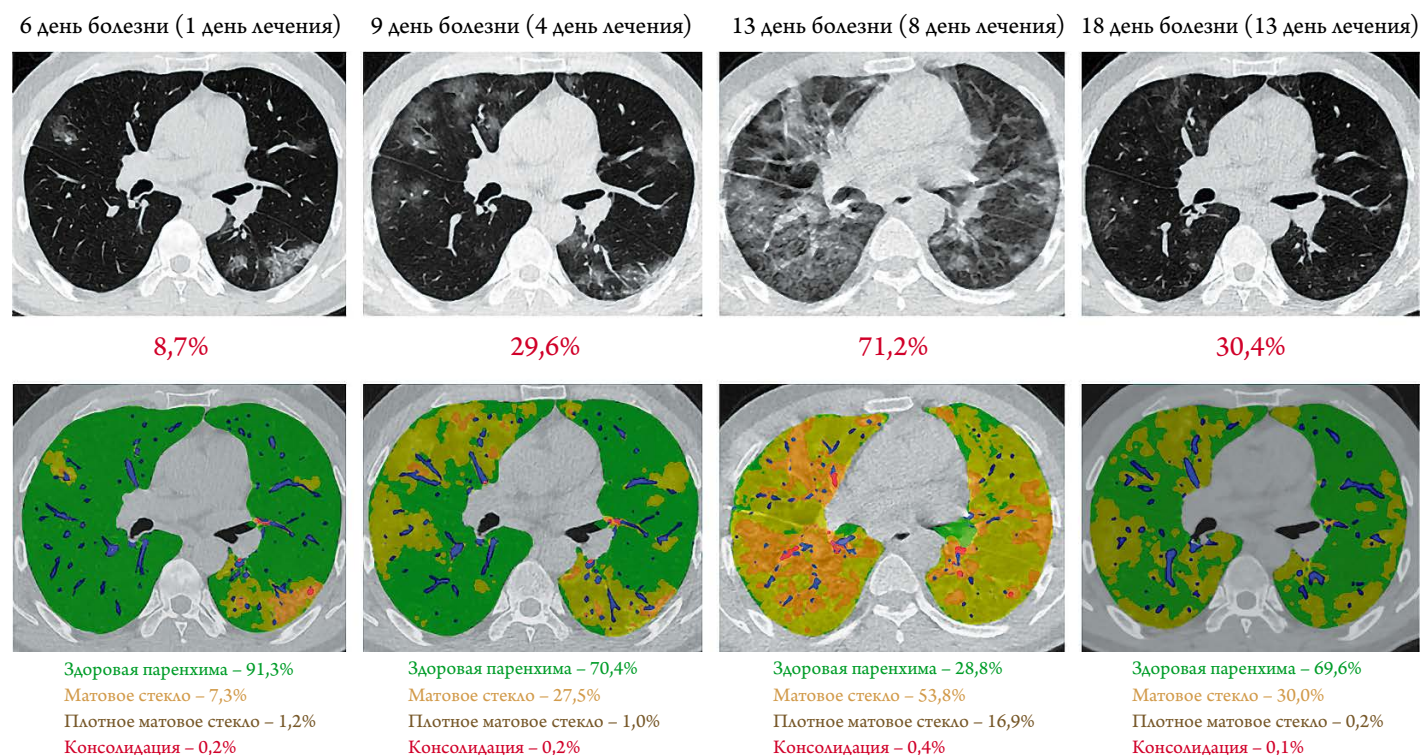 6 день болезни (1 день лечения)
9 день болезни (4 день лечения)
13 день болезни (8 день лечения)
18 день болезни (13 день лечения)
8,7%
29,6%
71,2%
30,4%
Здоровая паренхима – 91,3%
Матовое стекло – 7,3%
Плотное матовое стекло – 1,2%
Консолидация – 0,2%
Здоровая паренхима – 70,4%
Матовое стекло – 27,5%
Плотное матовое стекло – 1,0%
Консолидация – 0,2%
Здоровая паренхима – 28,8%
Матовое стекло – 53,8%
Плотное матовое стекло – 16,9%
Консолидация – 0,4%
Здоровая паренхима – 69,6%
Матовое стекло – 30,0%
Плотное матовое стекло – 0,2%
Консолидация – 0,1%